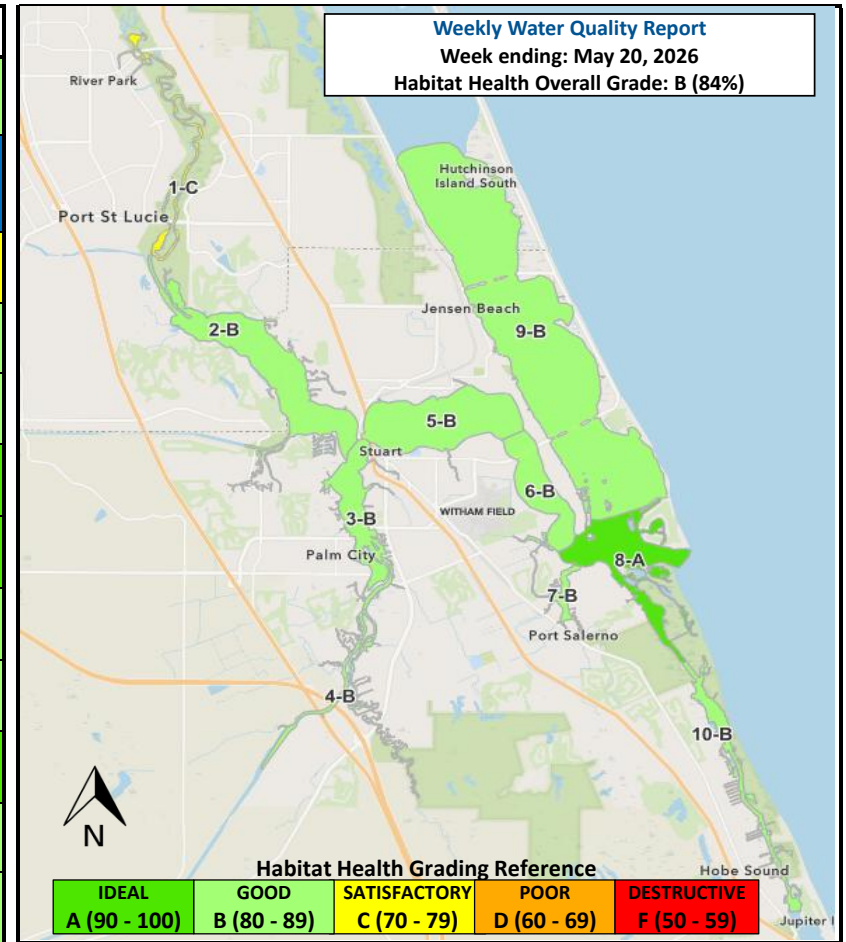 Weekly Water Quality Report
Week ending: May 20, 2026
Habitat Health Overall Grade: B (84%)
River Park
Hutchinson
Island South
1-C
Port St Lucie
Jensen Beach
2-B
9-B
5-B
Stuart
6-B
WITHAM FIELD
3-B
Palm City
8-A
7-B
Port Salerno
4-B
10-B
N
Habitat Health Grading Reference
Hobe Sound
IDEAL GOOD SATISFACTORY POOR DESTRUCTIVE
A (90 - 100) B (80 - 89) C (70 - 79) D (60 - 69) F (50 - 59)
Jupiter I